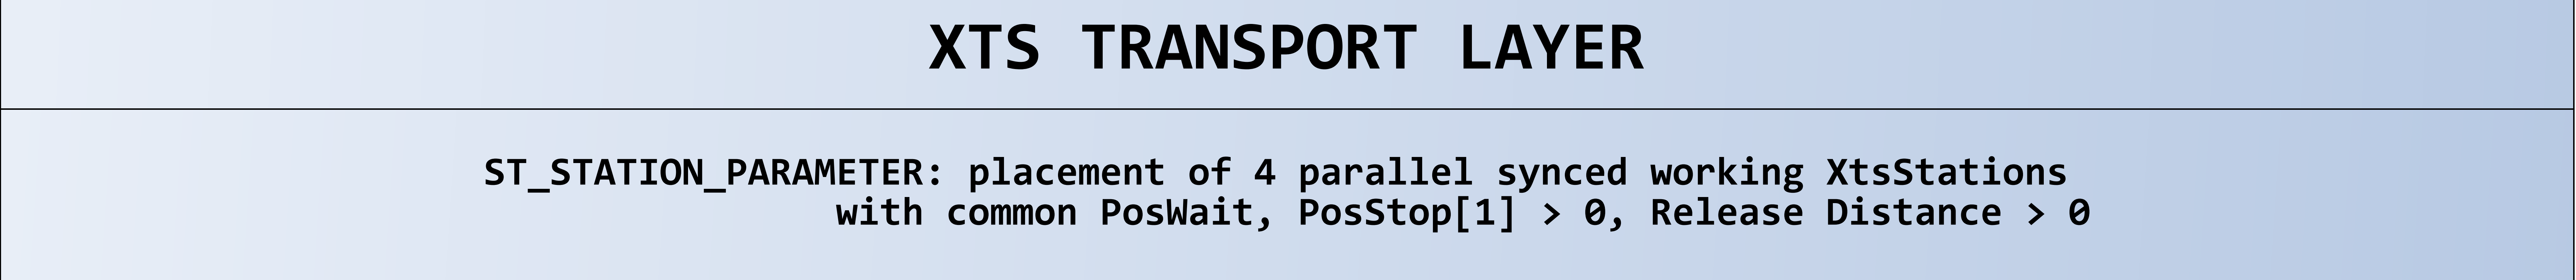 XTS TRANSPORT LAYER
ST_STATION_PARAMETER: placement of 4 parallel synced working XtsStations
with common PosWait, PosStop[1] > 0, Release Distance > 0